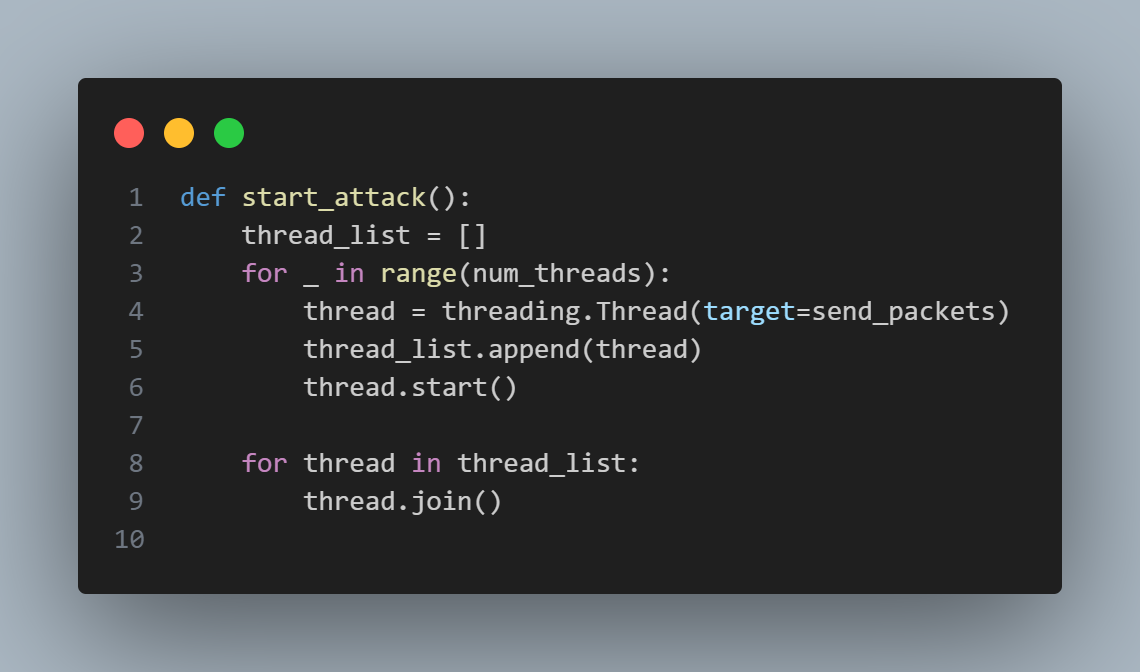 1 def start_attack():
2     thread_list = []
3     for _ in range(num_threads):
4         thread = threading.Thread(target=send_packets)
5         thread_list.append(thread)
6         thread.start()
7
8     for thread in thread_list:
9         thread.join()
10